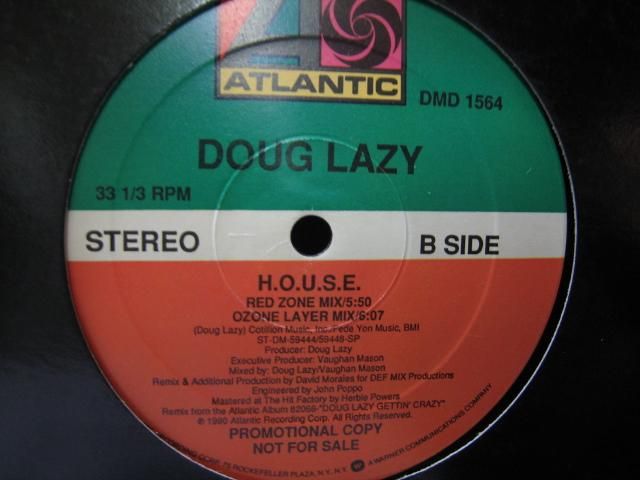 ATLANTIC
DMD 1564
DOUG LAZY
33 1/3 RPM
STEREO
B SIDE
H.O.U.S.E.
RED ZONE MIX/5:50
OZONE LAYER MIX/6:07
(Doug Lazy) Cotillion Music, Inc./Fede Yon Music, BMI
ST-DM-59444/59448-SP
Producer: Doug Lazy
Executive Producer: Vaughan Mason
Mixed by: Doug Lazy/Vaughan Mason
Remix & Additional Production by David Morales for DEF MIX Productions
Engineered by John Poppo
Mastered at The Hit Factory by Herbie Powers
Remix from the Atlantic Album 82066-"DOUG LAZY GETTIN' CRAZY"
© 1990 Atlantic Recording Corp. All Rights Reserved.
PROMOTIONAL COPY
NOT FOR SALE
CORP., 75 ROCKEFELLER PLAZA, N.Y., N.Y. A WARNER COMMUNICATIONS COMPANY